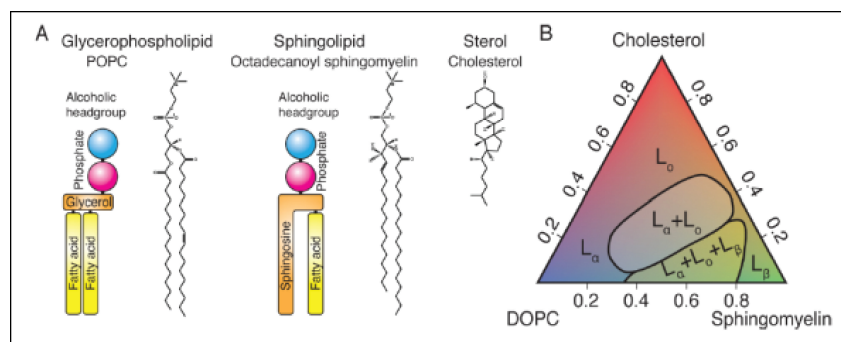 A
Glycerophospholipid
POPC
Alcoholic
headgroup
Phosphate
Glycerol
Fatty acid
Fatty acid
Sphingolipid
Octadecanoyl sphingomyelin
Alcoholic
headgroup
Phosphate
Sphingosine
Fatty acid
Sterol
Cholesterol
B
Cholesterol
0.8
0.6
0.4
0.2
0.8
0.6
0.4
0.2
Lo
Lα+Lo
Lα
Lα+Lo+Lβ
Lβ
0.2 0.4 0.6 0.8
DOPC Sphingomyelin